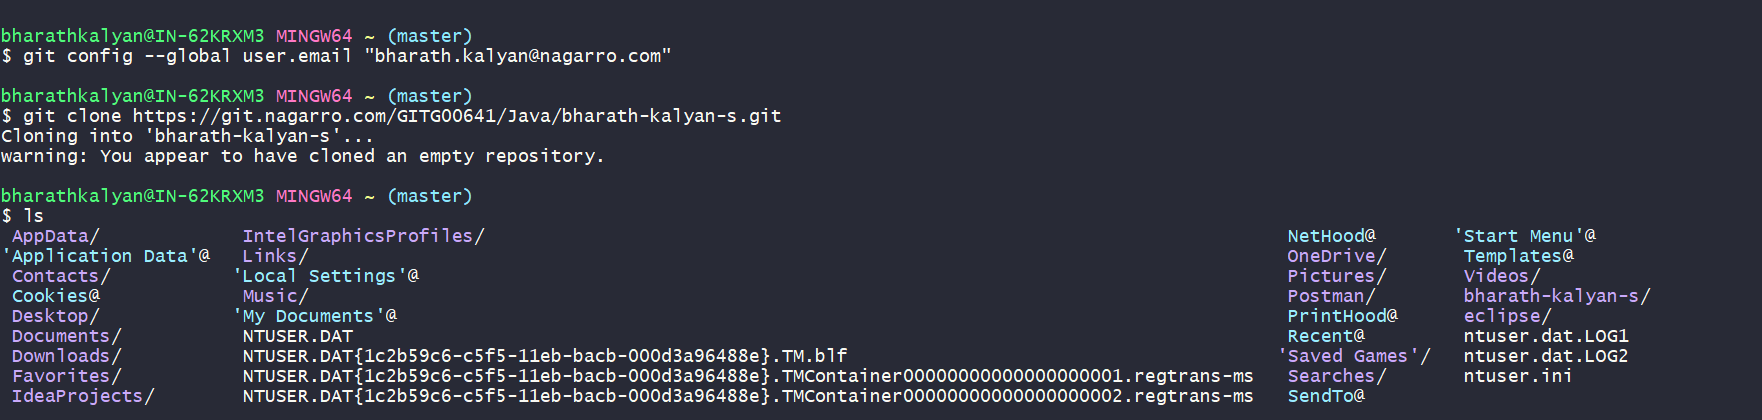 bharathkalyan@IN-62KRXM3 MINGW64 ~ (master)
$ git config --global user.email "bharath.kalyan@nagarro.com"
bharathkalyan@IN-62KRXM3 MINGW64 ~ (master)
$ git clone https://git.nagarro.com/GITG00641/Java/bharath-kalyan-s.git
Cloning into 'bharath-kalyan-s'...
warning: You appear to have cloned an empty repository.
bharathkalyan@IN-62KRXM3 MINGW64 ~ (master)
$ ls
AppData/ IntelGraphicsProfiles/ NetHood@ 'Start Menu'@
'Application Data'@ Links/ OneDrive/ Templates@
Contacts/ 'Local Settings'@ Pictures/ Videos/
Cookies@ Music/ Postman/ bharath-kalyan-s/
Desktop/ 'My Documents'@ PrintHood@ eclipse/
Documents/ NTUSER.DAT Recent@ ntuser.dat.LOG1
Downloads/ NTUSER.DAT{1c2b59c6-c5f5-11eb-bacb-000d3a96488e}.TM.blf 'Saved Games'/ ntuser.dat.LOG2
Favorites/ NTUSER.DAT{1c2b59c6-c5f5-11eb-bacb-000d3a96488e}.TMContainer00000000000000000001.regtrans-ms Searches/ ntuser.ini
IdeaProjects/ NTUSER.DAT{1c2b59c6-c5f5-11eb-bacb-000d3a96488e}.TMContainer00000000000000000002.regtrans-ms SendTo@